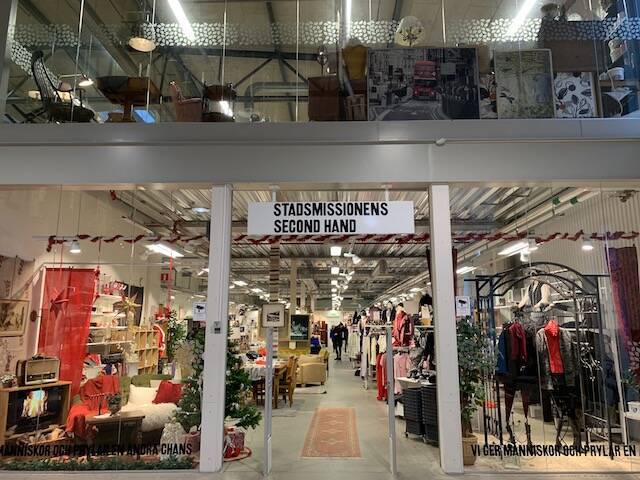 STADSMISSIONENS
SECOND HAND
MÄNNISKOR OCH PRYLAR EN ANDRA CHANS
VI GER MÄNNISKOR OCH PRYLAR EN